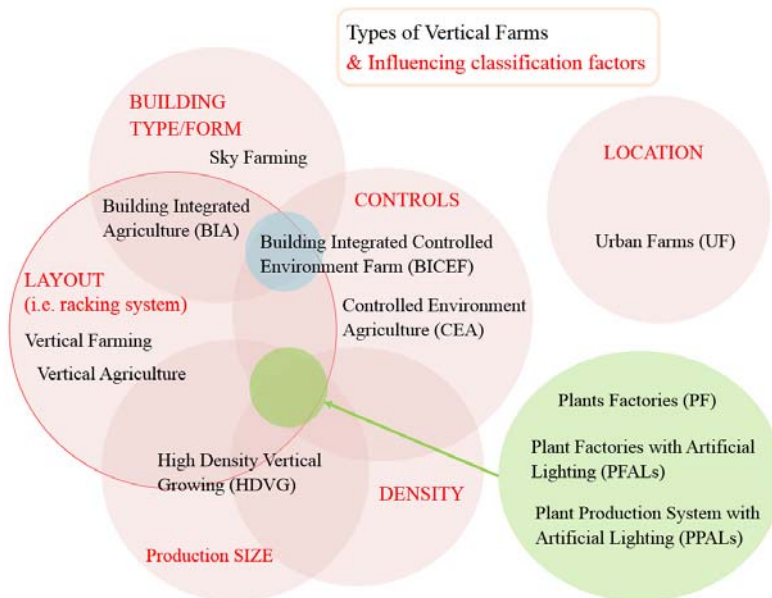 Types of Vertical Farms
& Influencing classification factors
BUILDING
TYPE/FORM
Sky Farming
LOCATION
CONTROLS
Building Integrated
Agriculture (BIA)
Building Integrated Controlled
Environment Farm (BICEF)
Urban Farms (UF)
LAYOUT
(i.e. racking system)
Controlled Environment
Agriculture (CEA)
Vertical Farming
Vertical Agriculture
Plants Factories (PF)
Plant Factories with Artificial
Lighting (PFALs)
High Density Vertical
Growing (HDVG)
DENSITY
Plant Production System with
Artificial Lighting (PPALs)
Production SIZE